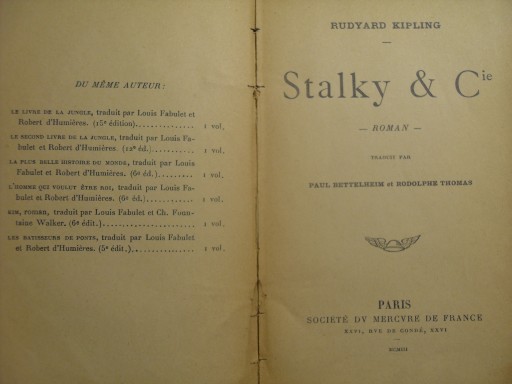 DU MÊME AUTEUR:
LE LIVRE DE LA JUNGLE, traduit par Louis Fabulet et
Robert d'Humières. (15e édition)............... 1 vol.
LE SECOND LIVRE DE LA JUNGLE, traduit par Louis Fa-
bulet et Robert d'Humières. (12e éd.)............ 1 vol.
LA PLUS BELLE HISTOIRE DU MONDE, traduit par Louis
Fabulet et Robert d'Humières. (6e éd.).......... 1 vol.
L'HOMME QUI VOULUT ÊTRE ROI, traduit par Louis Fa-
bulet et Robert d'Humières. (6e éd.)............. 1 vol.
KIM, ROMAN, traduit par Louis Fabulet et Ch. Foun-
taine Walker. (6e édit.)........................ 1 vol.
LES BATISSEURS DE PONTS, traduit par Louis Fabulet
et Robert d'Humières. (5e édit.)................ 1 vol.
RUDYARD KIPLING
Stalky & Cie
— ROMAN —
TRADUIT PAR
PAUL BETTELHEIM et RODOLPHE THOMAS
PARIS
SOCIÉTÉ DV MERCVRE DE FRANCE
XXVI, RVE DE CONDÉ, XXVI
MCMIII